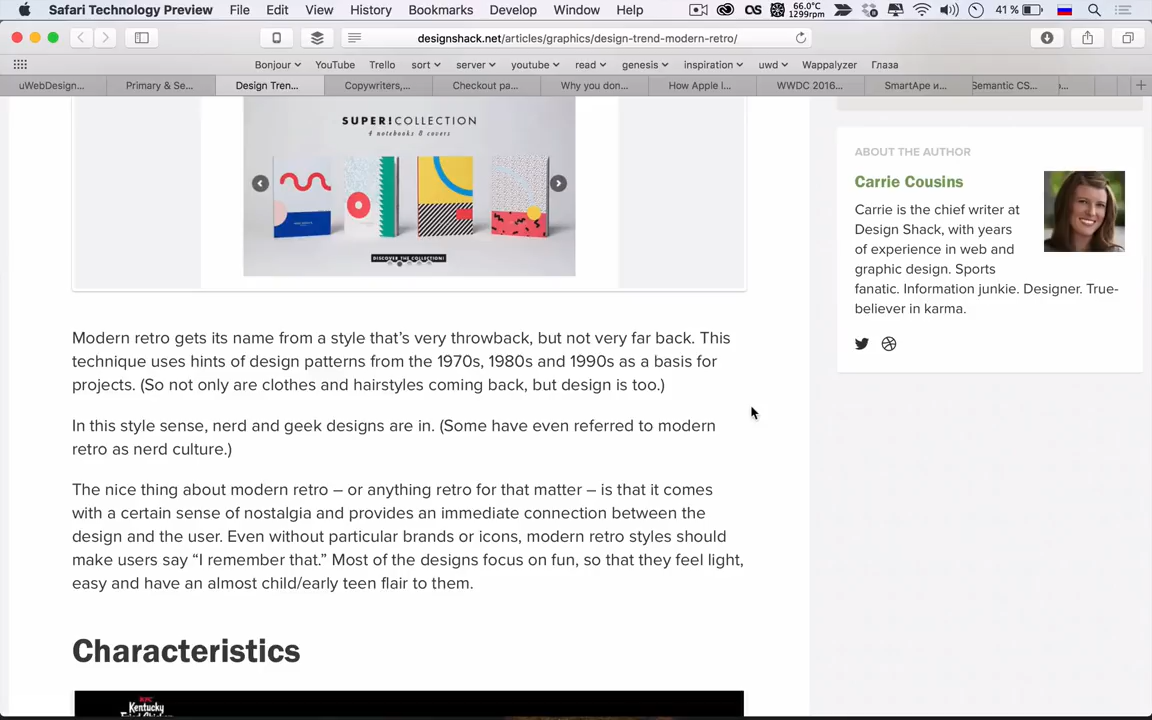 Safari Technology Preview File Edit View History Bookmarks Develop Window Help 66.0°C 1299rpm 41 %
designshack.net/articles/graphics/design-trend-modern-retro/
Bonjour YouTube Trello sort server youtube read genesis inspiration uwd Wappalyzer Глаза
uWebDesign... Primary & Se... Design Tren... Copywriters,... Checkout pa... Why you don... How Apple I... WWDC 2016... SmartApe и... Semantic CS...
SUPER!COLLECTION
4 notebooks & covers
DISCOVER THE COLLECTION!
Modern retro gets its name from a style that's very throwback, but not very far back. This
technique uses hints of design patterns from the 1970s, 1980s and 1990s as a basis for
projects. (So not only are clothes and hairstyles coming back, but design is too.)
In this style sense, nerd and geek designs are in. (Some have even referred to modern
retro as nerd culture.)
The nice thing about modern retro – or anything retro for that matter – is that it comes
with a certain sense of nostalgia and provides an immediate connection between the
design and the user. Even without particular brands or icons, modern retro styles should
make users say “I remember that.” Most of the designs focus on fun, so that they feel light,
easy and have an almost child/early teen flair to them.
Characteristics
KFC
Kentucky
Fried Chicken
ABOUT THE AUTHOR
Carrie Cousins
Carrie is the chief writer at
Design Shack, with years
of experience in web and
graphic design. Sports
fanatic. Information junkie. Designer. True-
believer in karma.